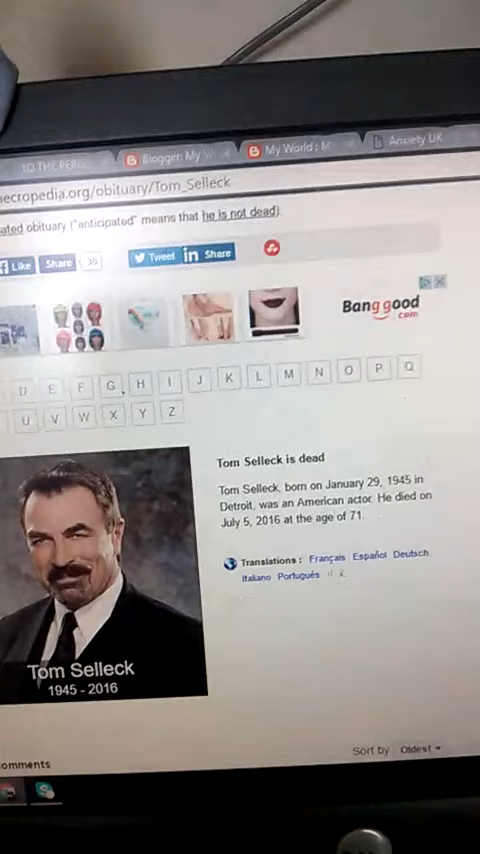 TO THE PERS
Blogger: My W
My World : M
Anxiety UK
necropedia.org/obituary/Tom_Selleck
ated obituary ("anticipated" means that he is not dead).
Like Share 36 Tweet in Share
Banggood
.com
E F G H I J K L M N O P Q
U V W X Y Z
Tom Selleck is dead
Tom Selleck, born on January 29, 1945 in
Detroit, was an American actor. He died on
July 5, 2016 at the age of 71.
Translations : Français Español Deutsch
Italiano Português
Tom Selleck
1945 - 2016
Sort by Oldest
omments